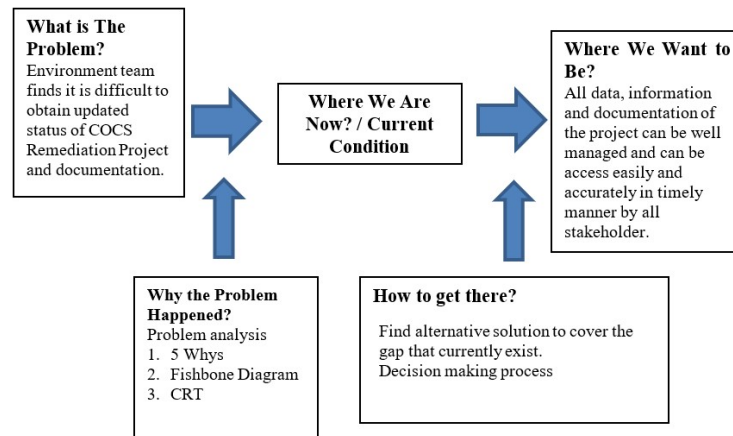 What is The
Problem?
Environment team
finds it is difficult to
obtain updated
status of COCS
Remediation Project
and documentation.
Where We Are
Now? / Current
Condition
Where We Want to
Be?
All data, information
and documentation of
the project can be well
managed and can be
access easily and
accurately in timely
manner by all
stakeholder.
Why the Problem
Happened?
Problem analysis
1. 5 Whys
2. Fishbone Diagram
3. CRT
How to get there?
Find alternative solution to cover the
gap that currently exist.
Decision making process